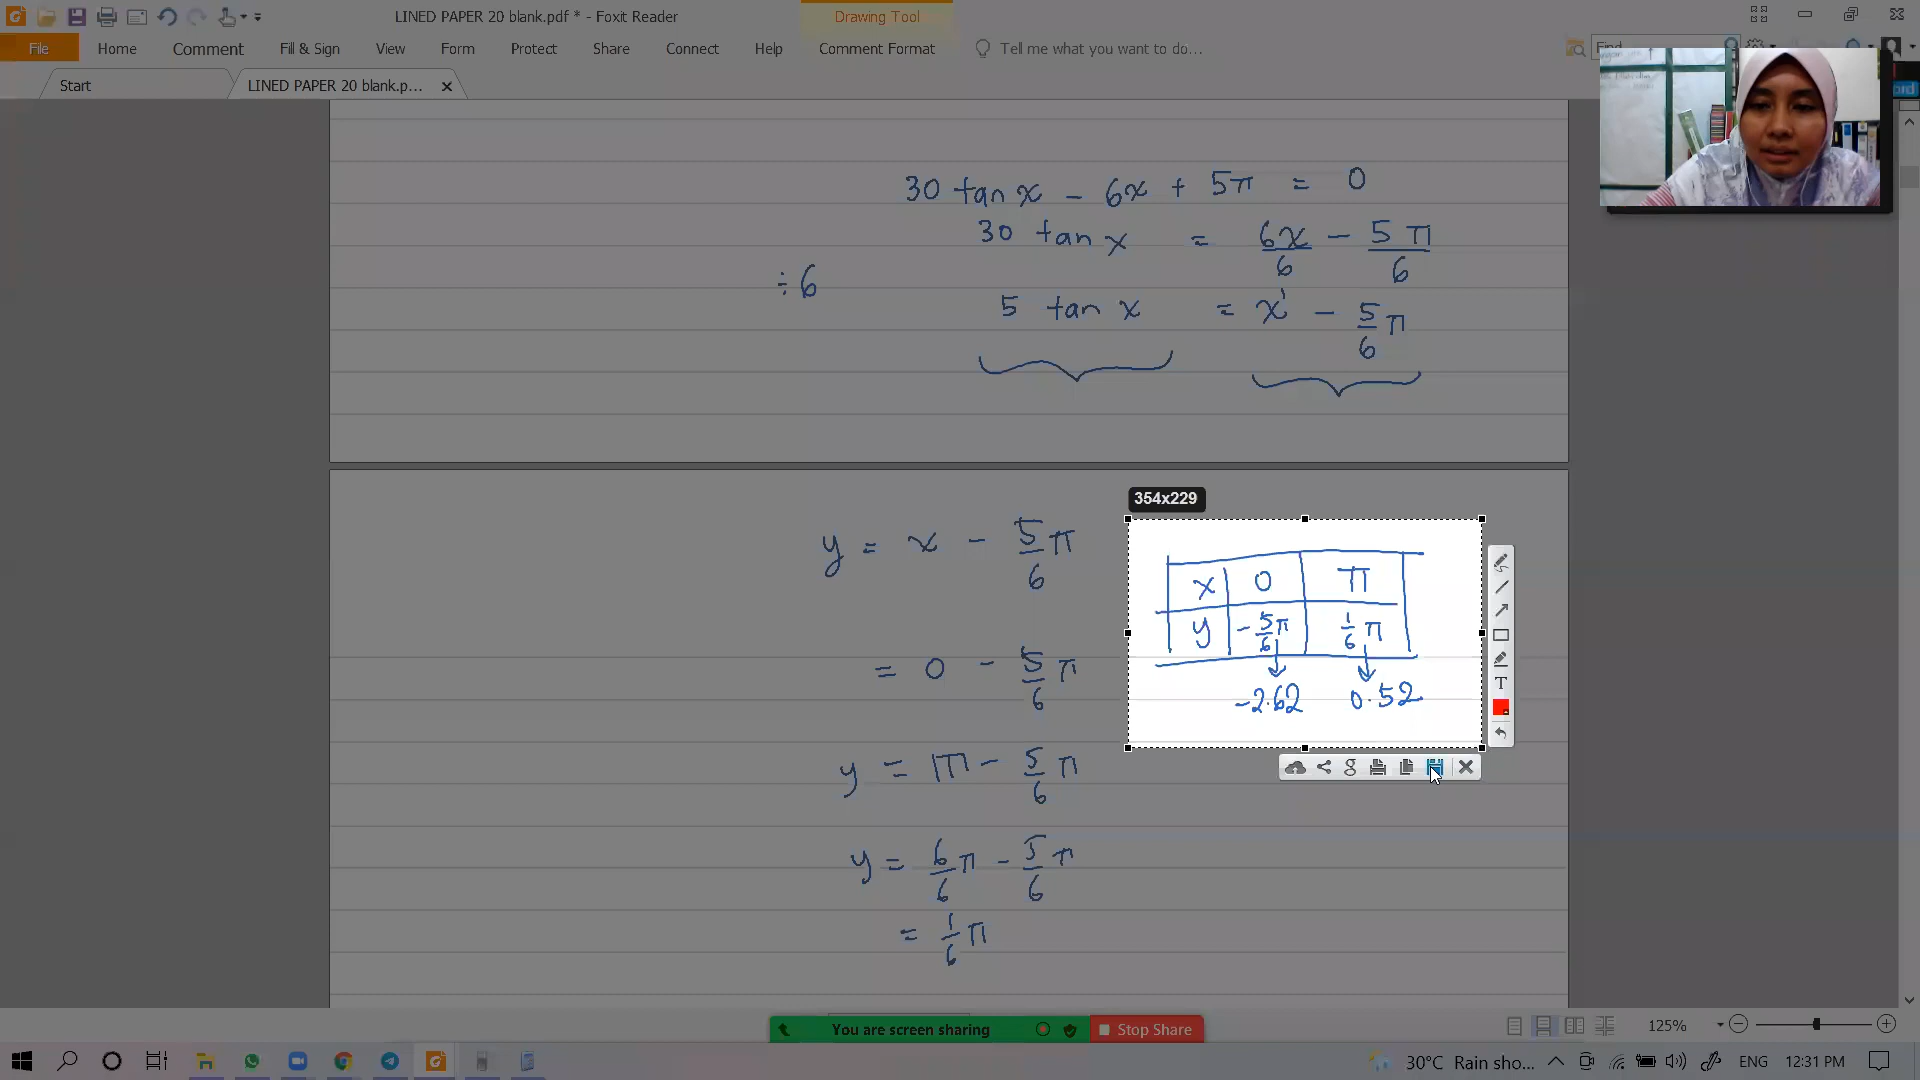 LINED PAPER 20 blank.pdf * - Foxit Reader
Drawing Tool
File Home Comment Fill & Sign View Form Protect Share Connect Help Comment Format Tell me what you want to do... Find
Start LINED PAPER 20 blank.p...
30 tan x - 6x + 5π = 0
30 tan x = 6x/6 - 5π/6
÷6
5 tan x = x - 5/6 π
354x229
y = x - 5/6 π
x 0 π
y -5/6 π 1/6 π
-2.62 0.52
= 0 - 5/6 π
T
g
y = π - 5/6 π
y = 6/6 π - 5/6 π
= 1/6 π
You are screen sharing Stop Share
125%
30°C Rain sho... ENG 12:31 PM